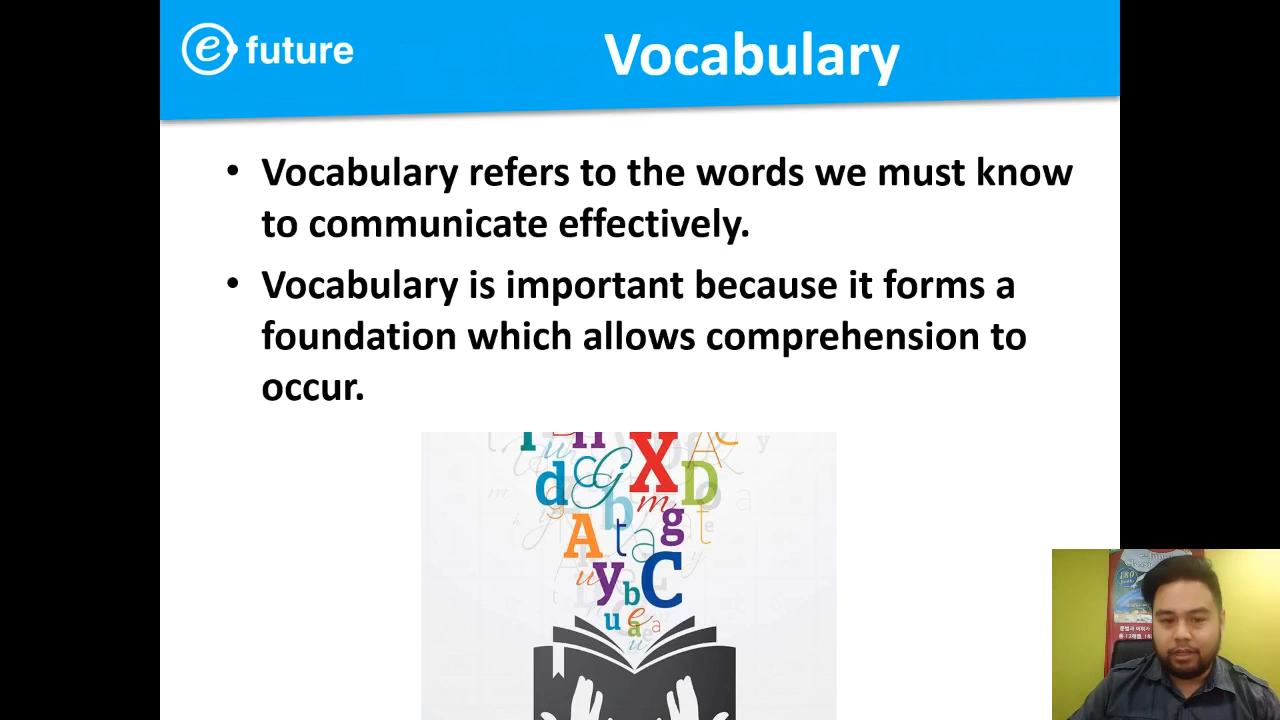 e future
Vocabulary
• Vocabulary refers to the words we must know
to communicate effectively.
• Vocabulary is important because it forms a
foundation which allows comprehension to
occur.